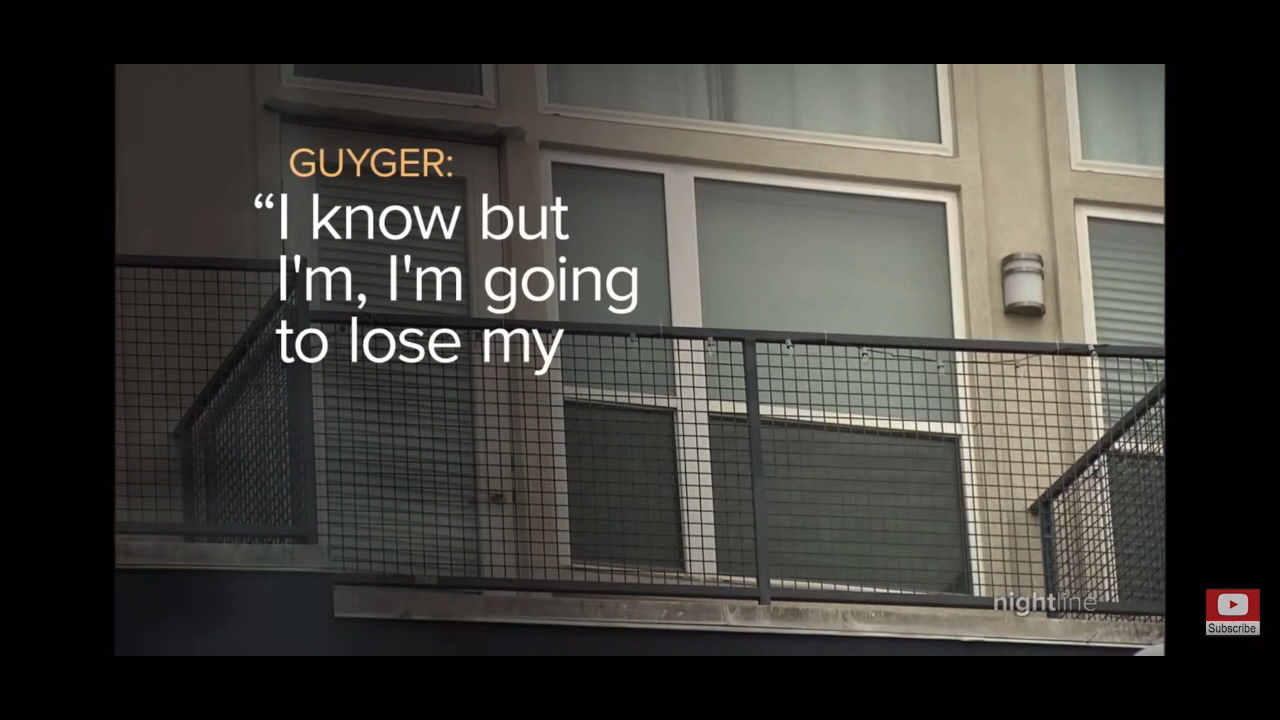 GUYGER:
“I know but
I'm, I'm going
to lose my
nightline
Subscribe